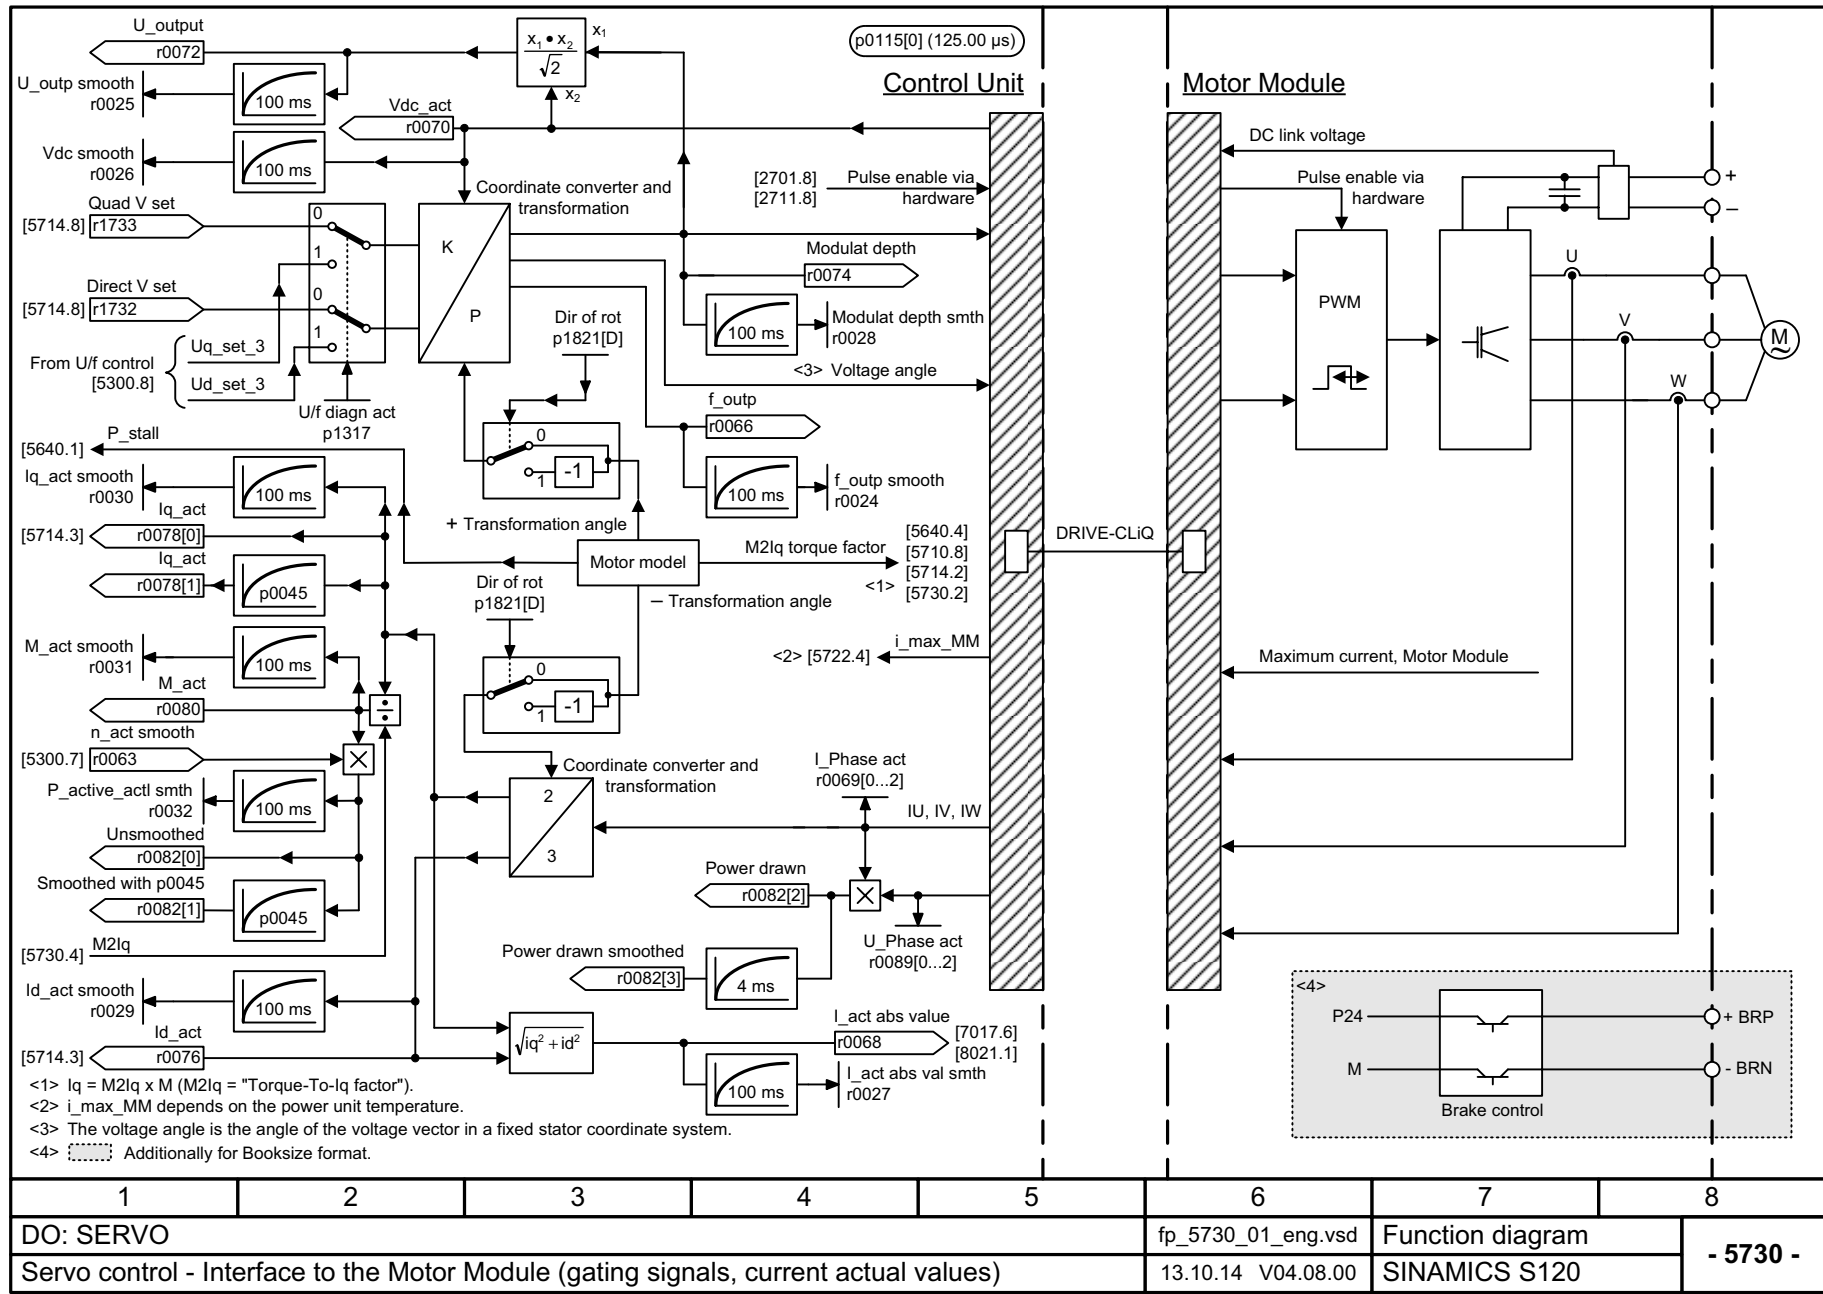 U_output
r0072
U_outp smooth
r0025
100 ms
x1 • x2
√2
x1
x2
p0115[0] (125.00 µs)
Control Unit
Motor Module
Vdc_act
r0070
Vdc smooth
r0026
100 ms
Quad V set
[5714.8] r1733
Direct V set
[5714.8] r1732
0
1
0
1
From U/f control
[5300.8]
Uq_set_3
Ud_set_3
U/f diagn act
p1317
Coordinate converter and
transformation
K
P
[2701.8]
[2711.8]
Pulse enable via
hardware
Modulat depth
r0074
100 ms
Modulat depth smth
r0028
<3> Voltage angle
Dir of rot
p1821[D]
0
1
-1
f_outp
r0066
100 ms
f_outp smooth
r0024
P_stall
[5640.1]
Iq_act smooth
r0030
100 ms
Iq_act
[5714.3] r0078[0]
Iq_act
r0078[1]
p0045
+ Transformation angle
Motor model
M2Iq torque factor
<1>
[5640.4]
[5710.8]
[5714.2]
[5730.2]
– Transformation angle
Dir of rot
p1821[D]
0
1
-1
M_act smooth
r0031
100 ms
M_act
r0080
÷
n_act smooth
[5300.7] r0063
×
P_active_actl smth
r0032
100 ms
Unsmoothed
r0082[0]
Smoothed with p0045
r0082[1]
p0045
[5730.4] M2Iq
Id_act smooth
r0029
100 ms
Id_act
[5714.3] r0076
i_max_MM
<2> [5722.4]
Coordinate converter and
transformation
2
3
I_Phase act
r0069[0...2]
IU, IV, IW
Power drawn
r0082[2]
×
U_Phase act
r0089[0...2]
Power drawn smoothed
r0082[3]
4 ms
√iq² + id²
I_act abs value
r0068
[7017.6]
[8021.1]
100 ms
I_act abs val smth
r0027
DRIVE-CLiQ
DC link voltage
Pulse enable via
hardware
PWM
+
–
U
V
W
M
~
Maximum current, Motor Module
<4>
P24
+ BRP
M
- BRN
Brake control
<1> Iq = M2Iq x M (M2Iq = "Torque-To-Iq factor").
<2> i_max_MM depends on the power unit temperature.
<3> The voltage angle is the angle of the voltage vector in a fixed stator coordinate system.
<4> Additionally for Booksize format.
1 2 3 4 5 6 7 8
DO: SERVO
fp_5730_01_eng.vsd
Function diagram
- 5730 -
Servo control - Interface to the Motor Module (gating signals, current actual values)
13.10.14 V04.08.00
SINAMICS S120